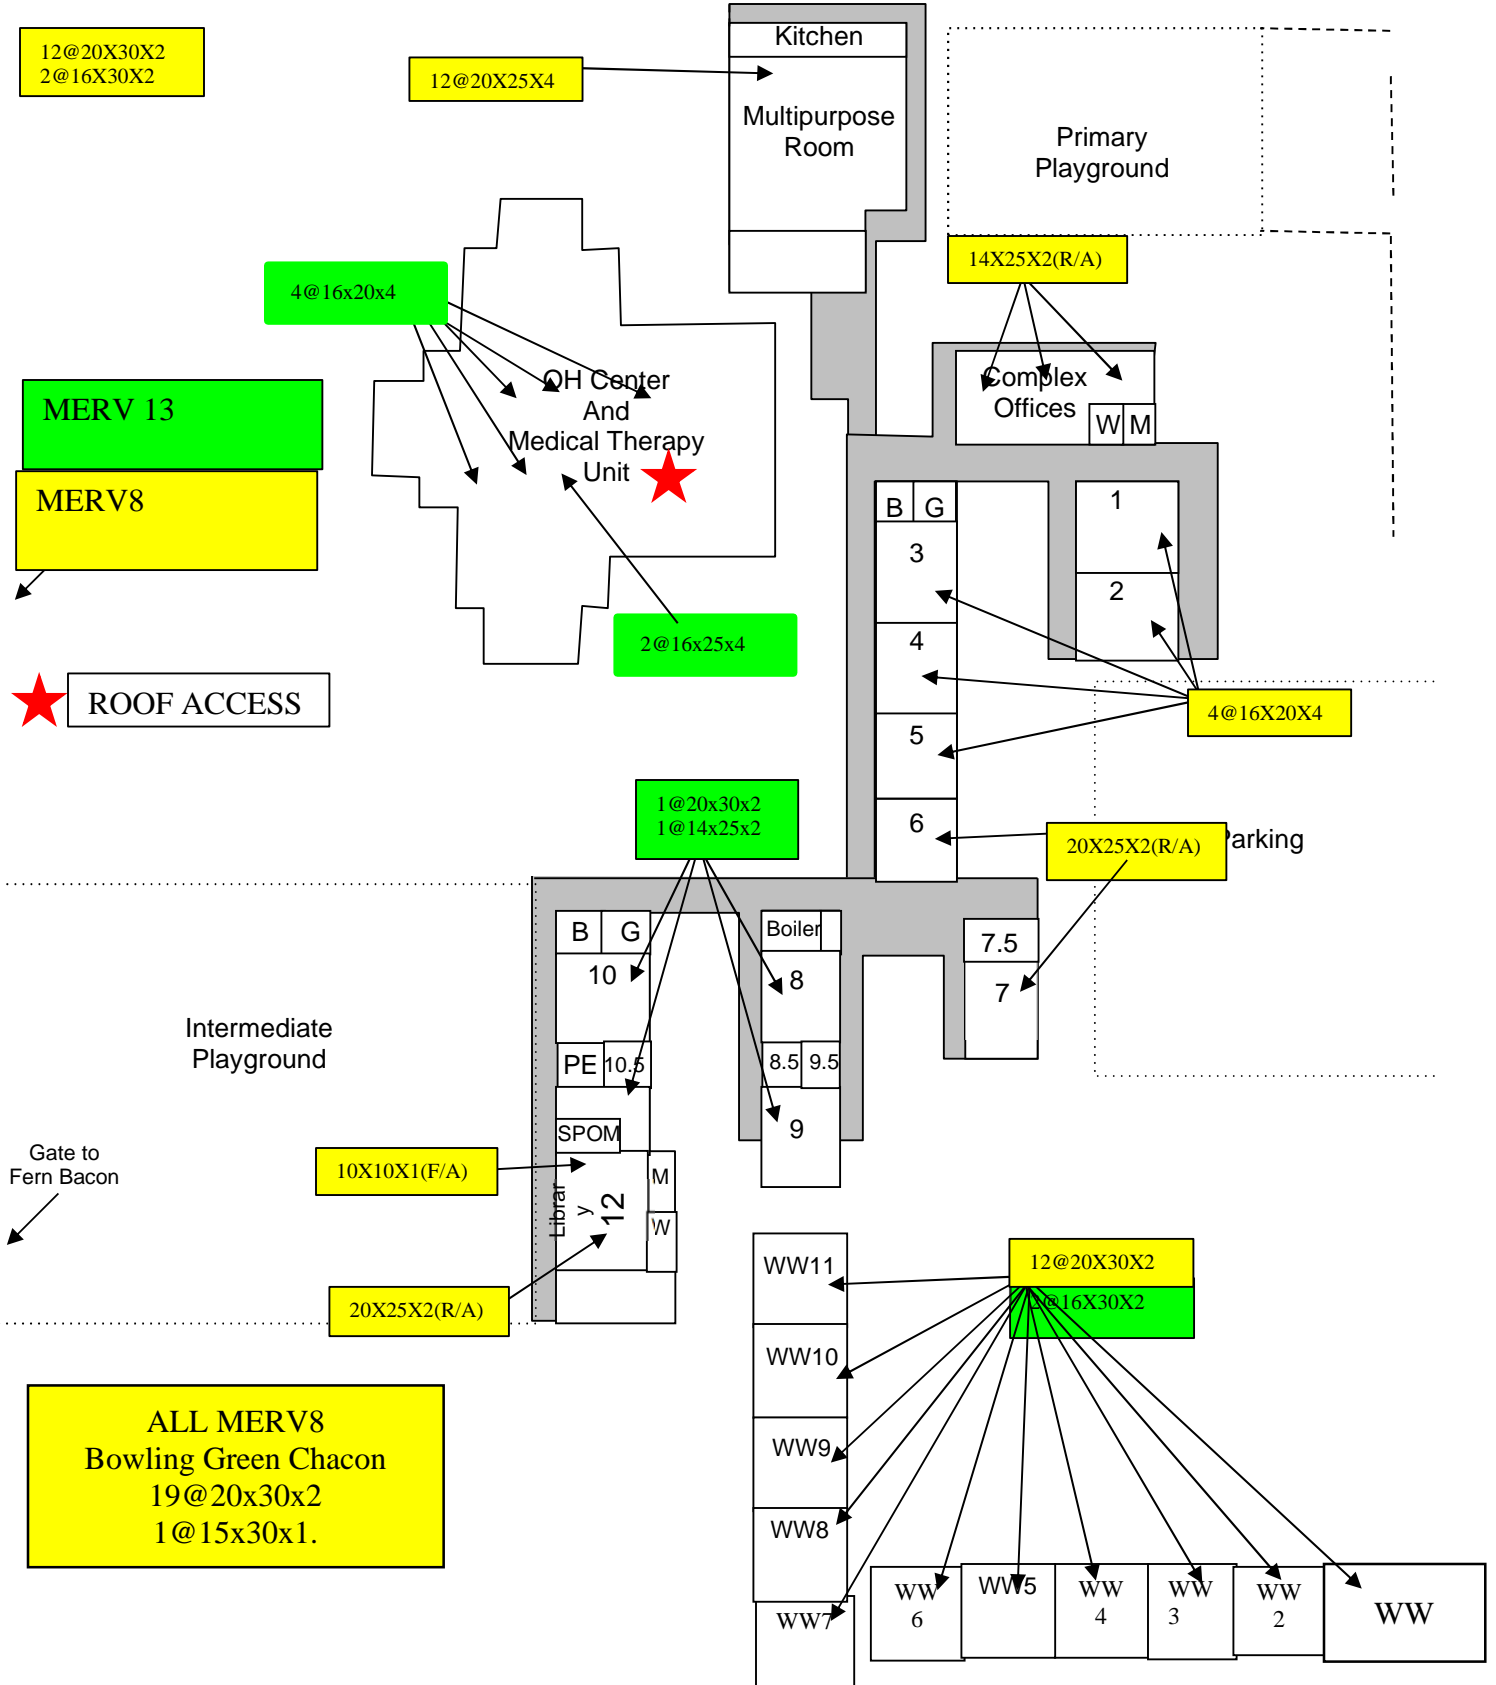 12@20X30X2
2@16X30X2
12@20X25X4
Kitchen
Multipurpose
Room
Primary
Playground
14X25X2(R/A)
4@16x20x4
MERV 13
MERV8
OH Center
And
Medical Therapy
Unit
Complex
Offices
W M
B G
3
4
5
6
1
2
2@16x25x4
ROOF ACCESS
4@16X20X4
1@20x30x2
1@14x25x2
20X25X2(R/A)
Parking
B G
10
PE 10.5
SPOM
Librar
y
12
M
W
Boiler
8
8.5 9.5
9
7.5
7
Intermediate
Playground
Gate to
Fern Bacon
10X10X1(F/A)
20X25X2(R/A)
12@20X30X2
2@16X30X2
WW11
WW10
WW9
WW8
WW7
WW
6
WW5
WW
4
WW
3
WW
2
WW
ALL MERV8
Bowling Green Chacon
19@20x30x2
1@15x30x1.